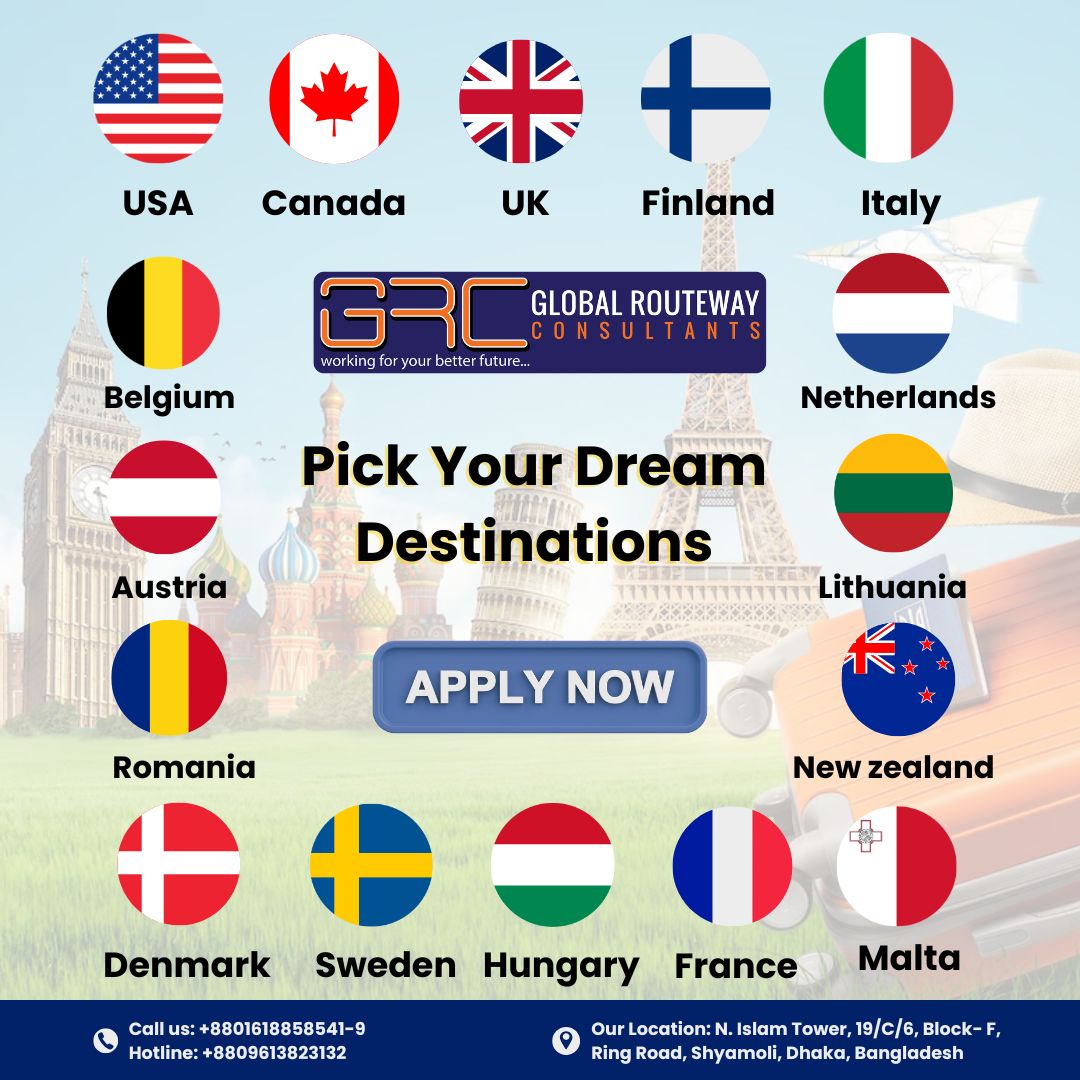 USA
Canada
UK
Finland
Italy
GRC
GLOBAL ROUTEWAY
CONSULTANTS
working for your better future...
Belgium
Netherlands
Pick Your Dream
Destinations
Austria
Lithuania
APPLY NOW
Romania
New zealand
Denmark
Sweden
Hungary
France
Malta
Call us: +8801618858541-9
Hotline: +8809613823132
Our Location: N. Islam Tower, 19/C/6, Block- F,
Ring Road, Shyamoli, Dhaka, Bangladesh